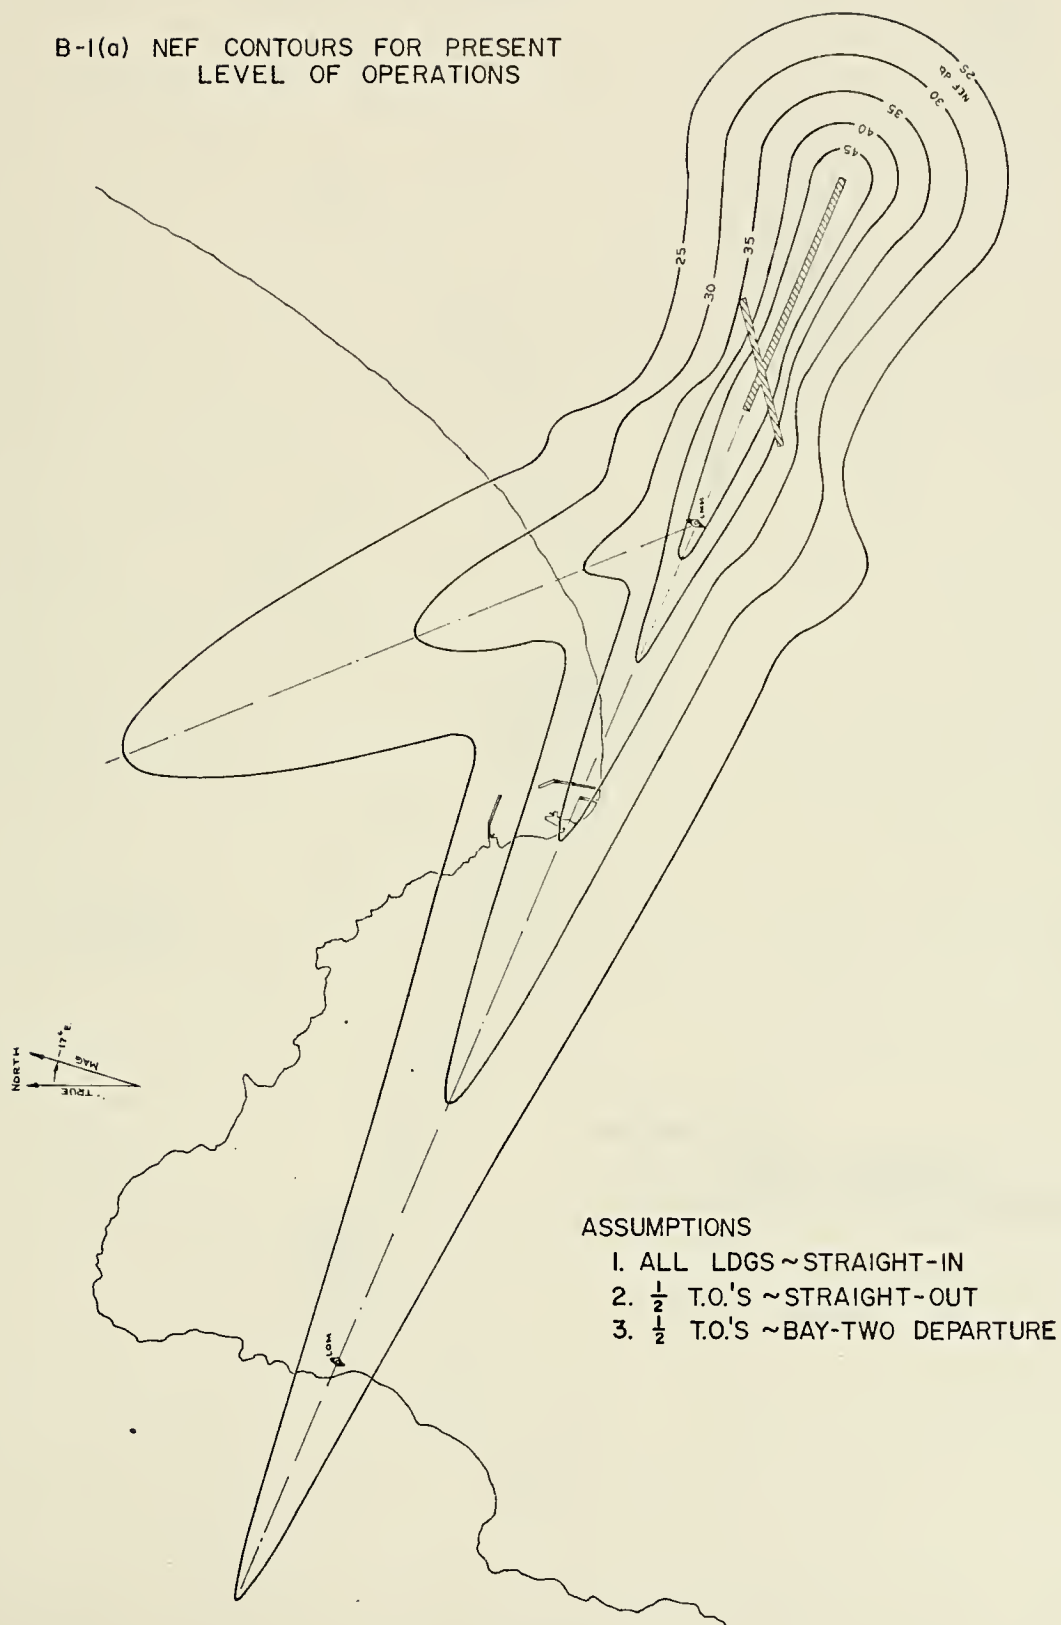 B-1(a) NEF CONTOURS FOR PRESENT
LEVEL OF OPERATIONS
25
NEF db
30
35
40
45
25
30
35
LMM
NORTH
17°E.
MAG
TRUE
LOM
ASSUMPTIONS
1. ALL LDGS ~ STRAIGHT-IN
2. 1/2 T.O.'S ~ STRAIGHT-OUT
3. 1/2 T.O.'S ~ BAY-TWO DEPARTURE